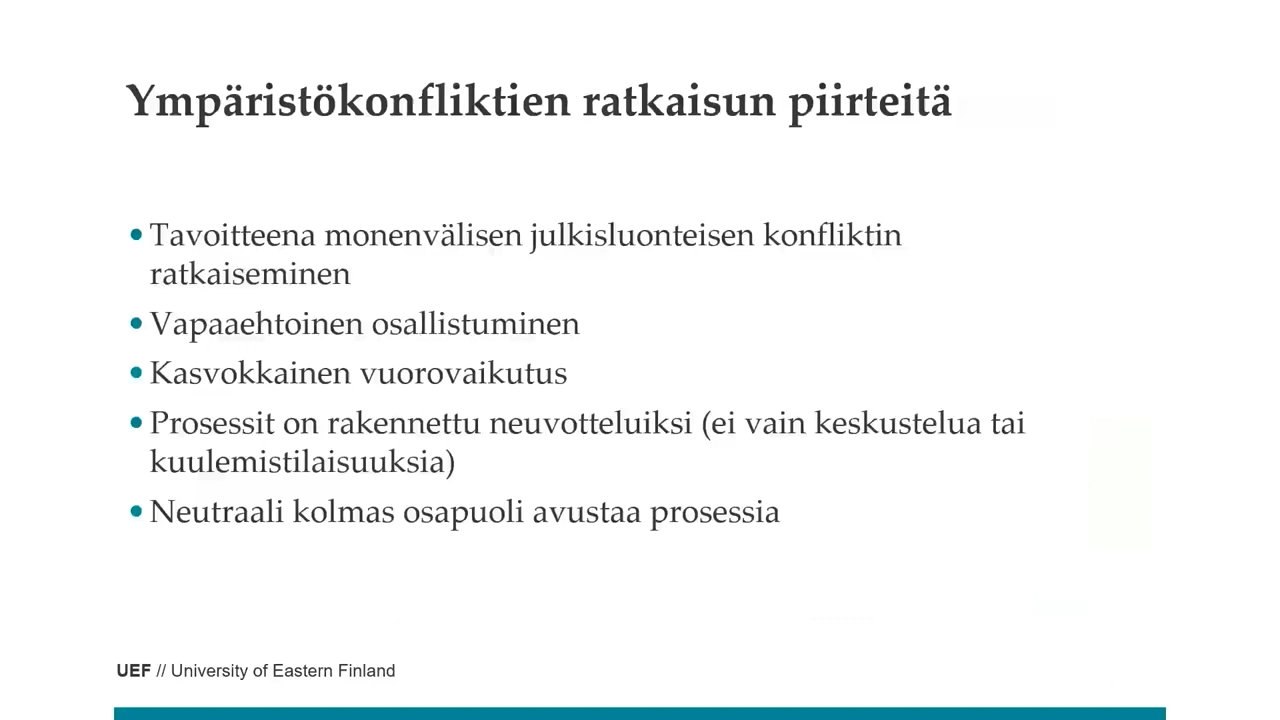 Ympäristökonfliktien ratkaisun piirteitä
• Tavoitteena monenvälisen julkisluonteisen konfliktin
ratkaiseminen
• Vapaaehtoinen osallistuminen
• Kasvokkainen vuorovaikutus
• Prosessit on rakennettu neuvotteluiksi (ei vain keskustelua tai
kuulemistilaisuuksia)
• Neutraali kolmas osapuoli avustaa prosessia
UEF // University of Eastern Finland